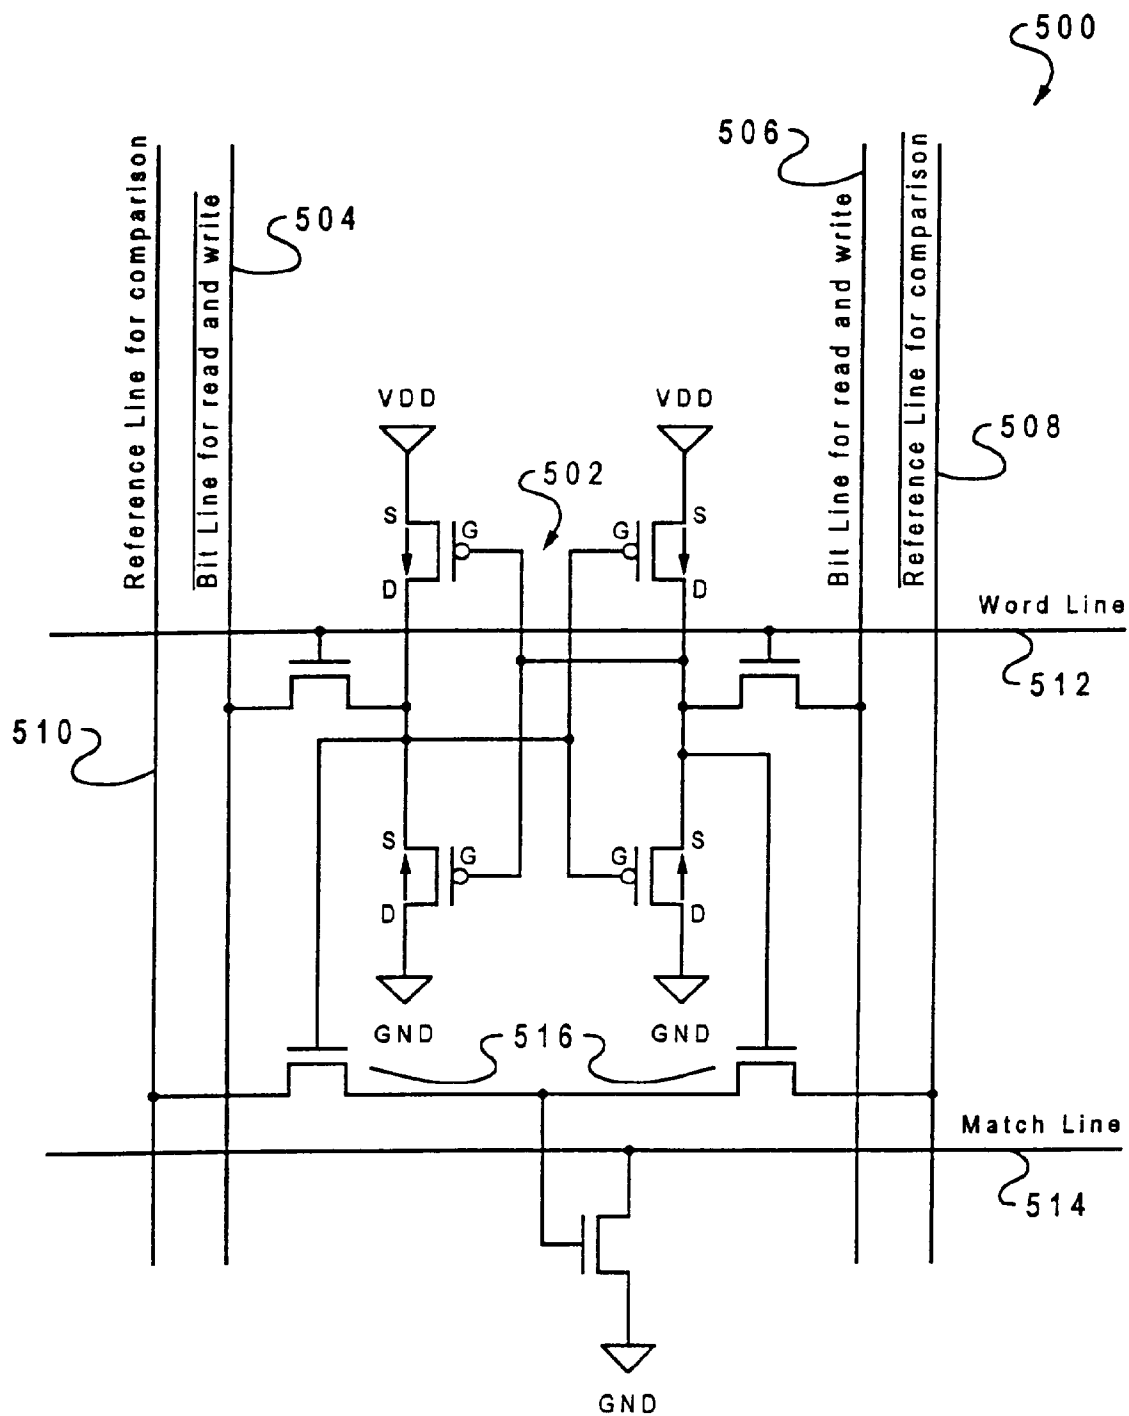 500
506
504
Reference Line for comparison
Bit Line for read and write
Bit Line for read and write
Reference Line for comparison
508
VDD
VDD
502
S
G
D
S
G
D
Word Line
512
510
S
G
D
S
G
D
GND
GND
516
Match Line
514
GND